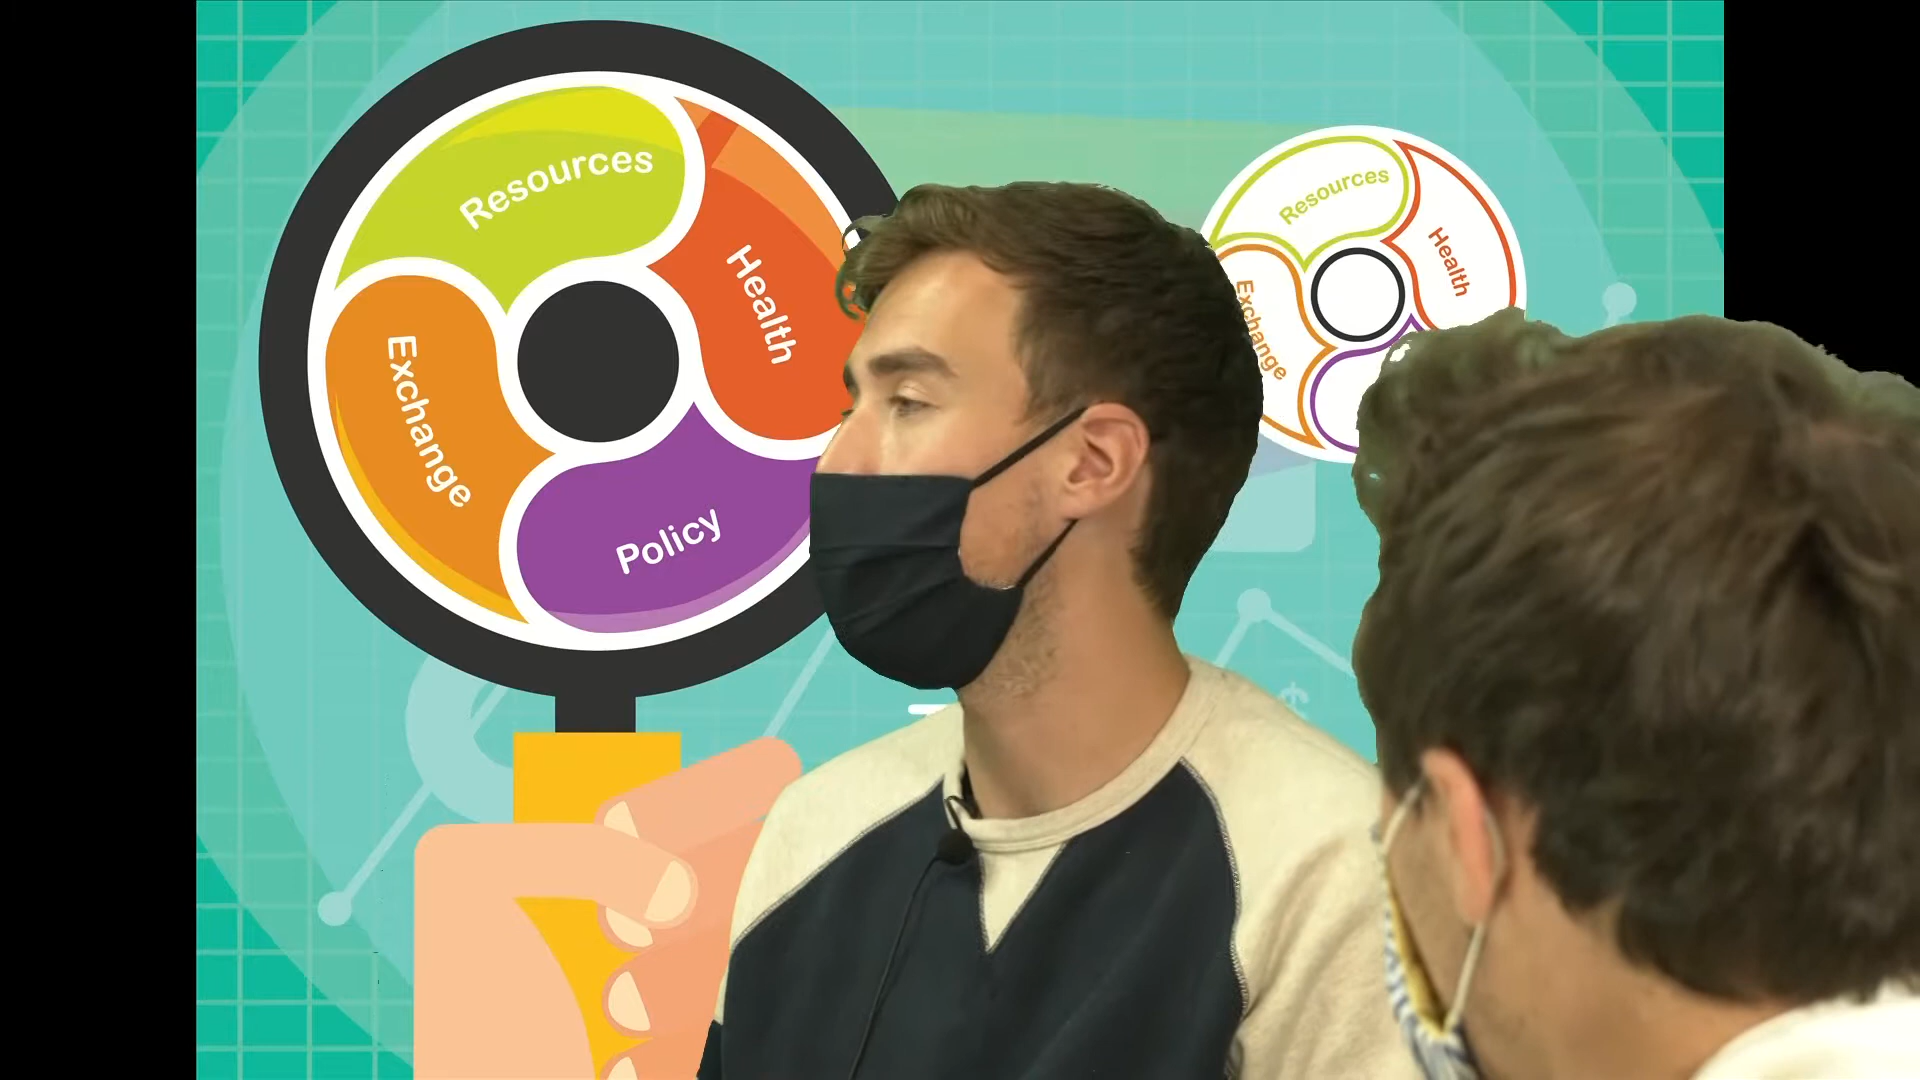 Resources
Health
Exchange
Policy
Resources
Health
Exchange
$